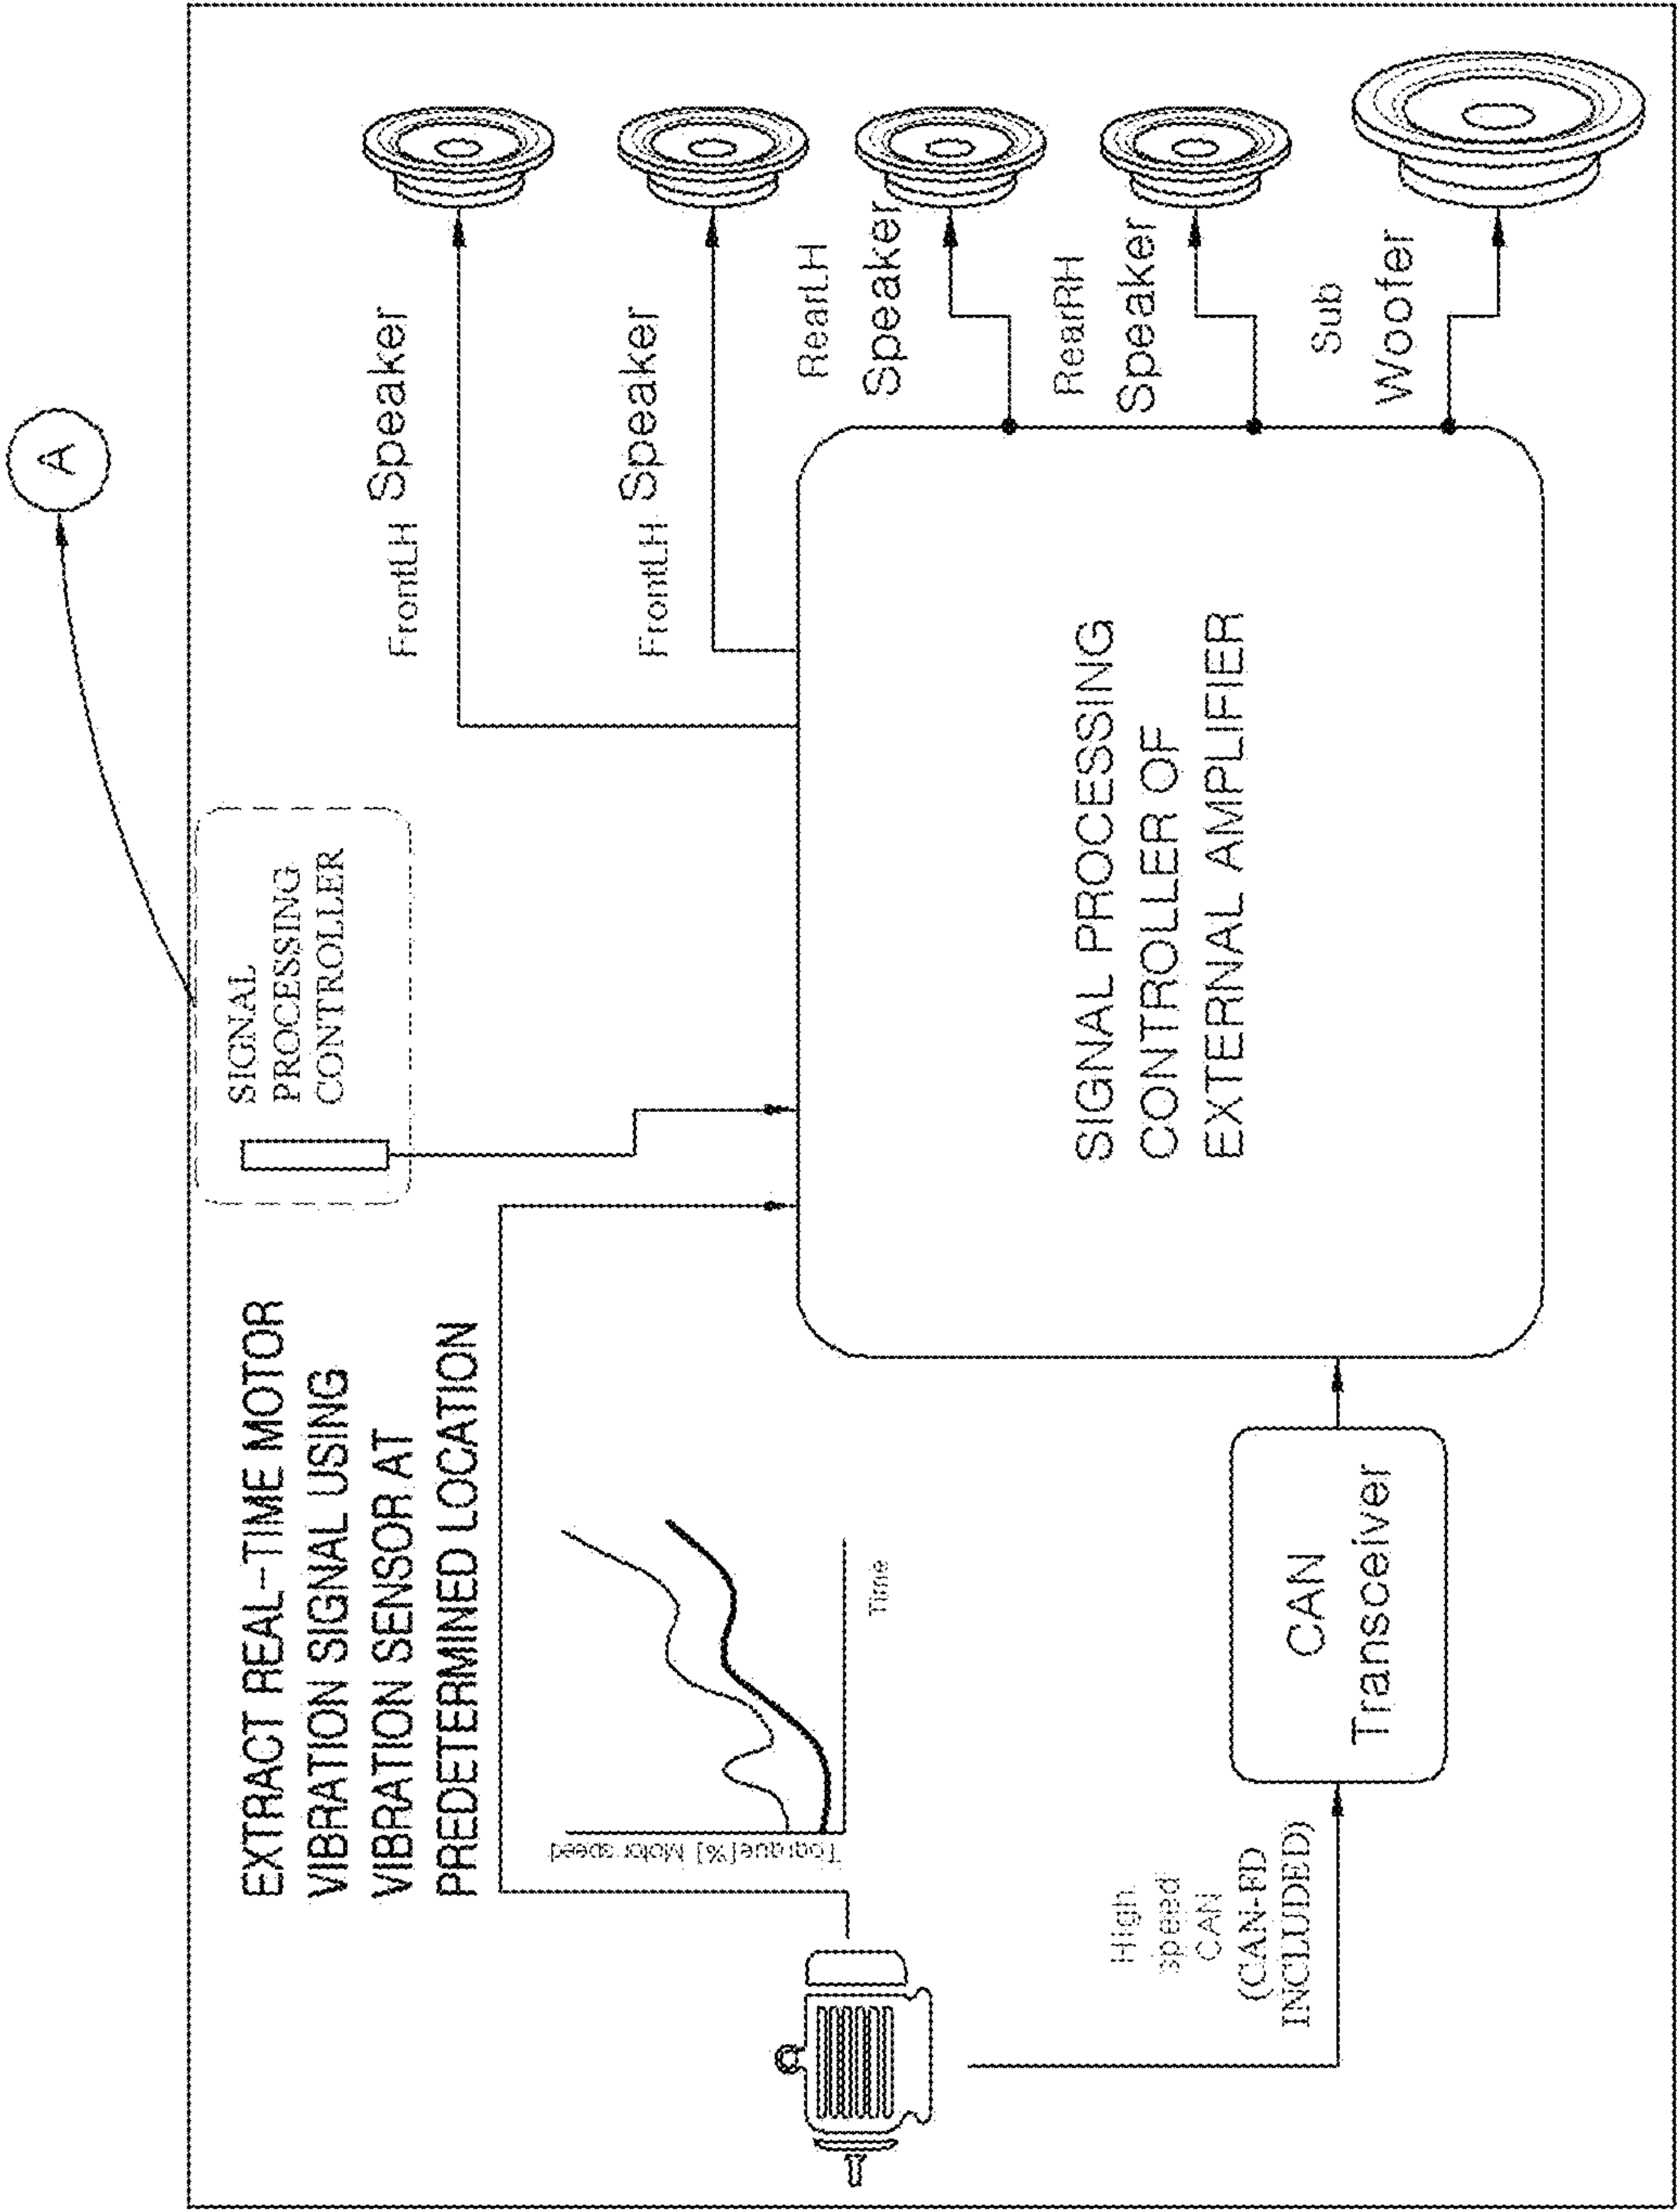 A
SIGNAL
PROCESSING
CONTROLLER
EXTRACT REAL-TIME MOTOR
VIBRATION SIGNAL USING
VIBRATION SENSOR AT
PREDETERMINED LOCATION
Torque[%] Motor speed
Time
High
speed
CAN
(CAN-FD
INCLUDED)
CAN
Transceiver
SIGNAL PROCESSING
CONTROLLER OF
EXTERNAL AMPLIFIER
FrontLH Speaker
FrontLH Speaker
RearLH
Speaker
RearRH
Speaker
Sub
Woofer